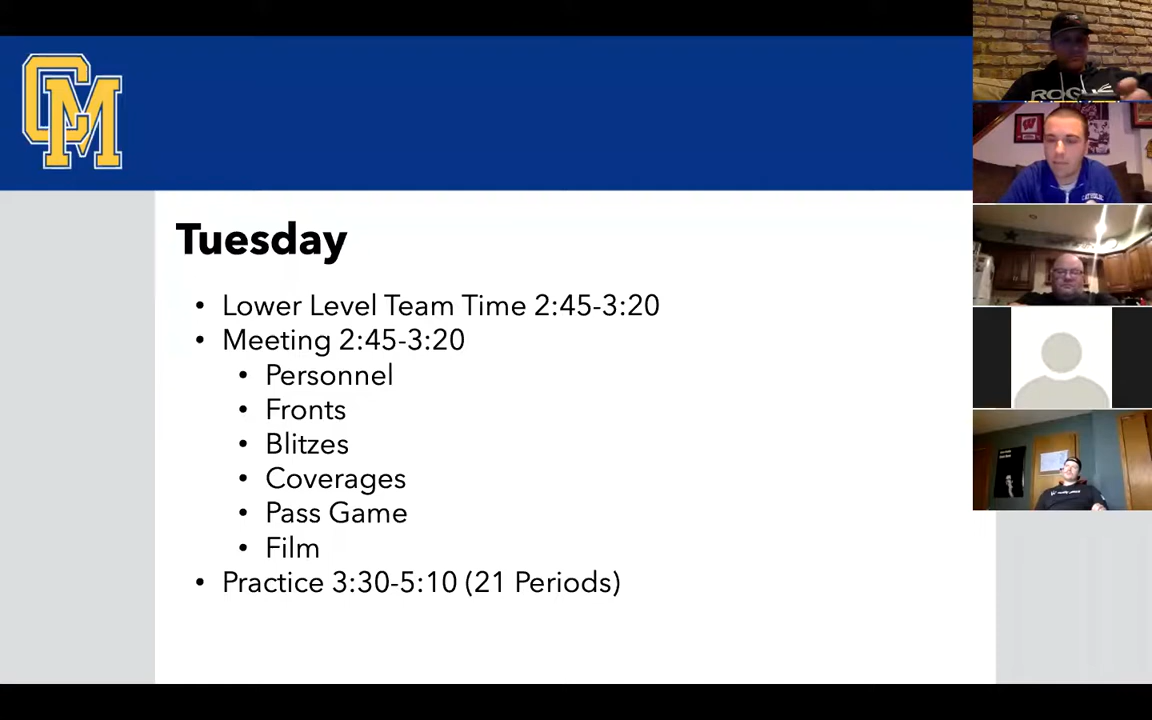 CM
Tuesday
• Lower Level Team Time 2:45-3:20
• Meeting 2:45-3:20
• Personnel
• Fronts
• Blitzes
• Coverages
• Pass Game
• Film
• Practice 3:30-5:10 (21 Periods)
ROGUE
W